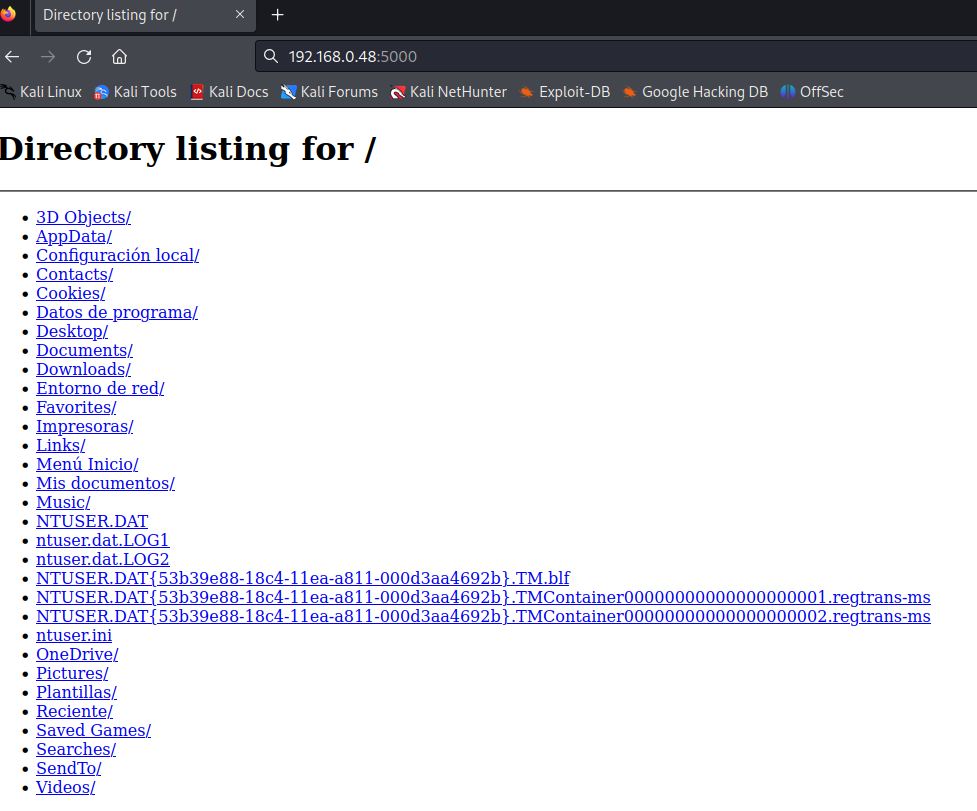 Directory listing for /
192.168.0.48:5000
Kali Linux Kali Tools Kali Docs Kali Forums Kali NetHunter Exploit-DB Google Hacking DB OffSec
Directory listing for /
3D Objects/
AppData/
Configuración local/
Contacts/
Cookies/
Datos de programa/
Desktop/
Documents/
Downloads/
Entorno de red/
Favorites/
Impresoras/
Links/
Menú Inicio/
Mis documentos/
Music/
NTUSER.DAT
ntuser.dat.LOG1
ntuser.dat.LOG2
NTUSER.DAT{53b39e88-18c4-11ea-a811-000d3aa4692b}.TM.blf
NTUSER.DAT{53b39e88-18c4-11ea-a811-000d3aa4692b}.TMContainer00000000000000000001.regtrans-ms
NTUSER.DAT{53b39e88-18c4-11ea-a811-000d3aa4692b}.TMContainer00000000000000000002.regtrans-ms
ntuser.ini
OneDrive/
Pictures/
Plantillas/
Reciente/
Saved Games/
Searches/
SendTo/
Videos/